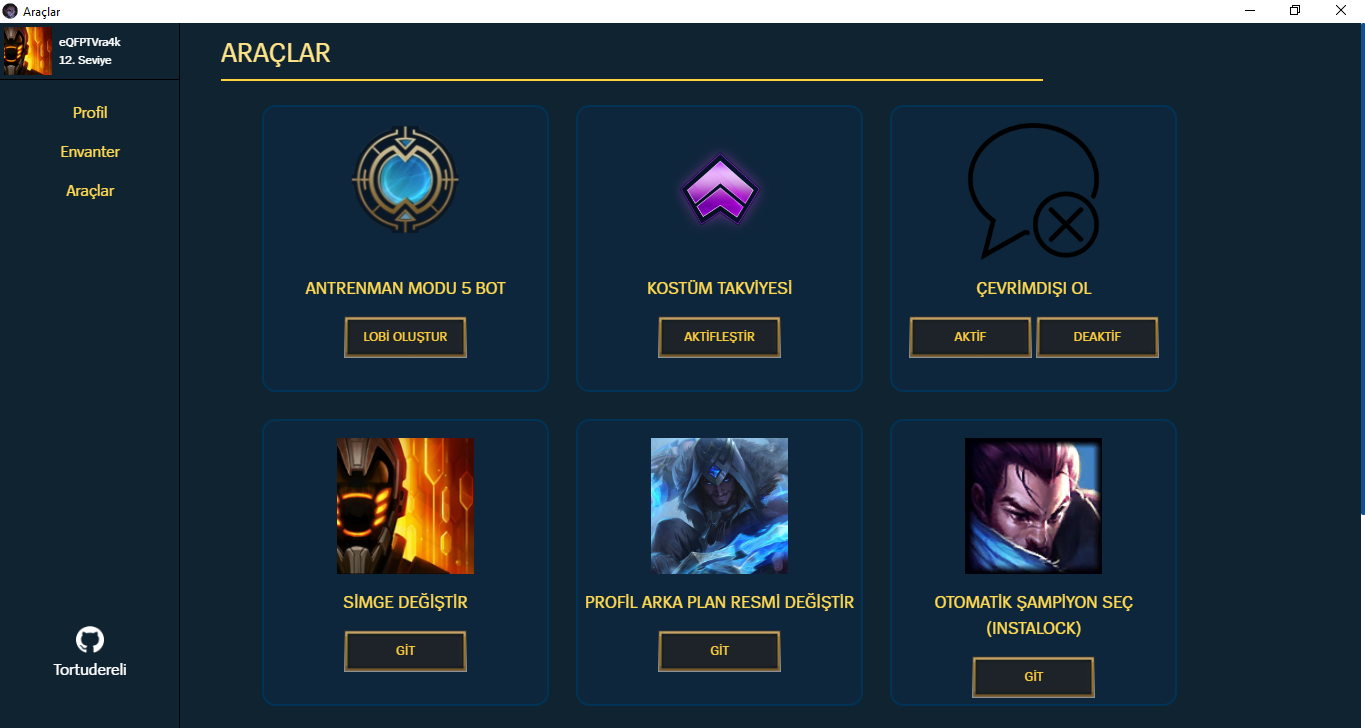 Araçlar
eQFPTVra4k
12. Seviye
Profil
Envanter
Araçlar
Tortudereli
ARAÇLAR
ANTRENMAN MODU 5 BOT
LOBİ OLUŞTUR
KOSTÜM TAKVİYESİ
AKTİFLEŞTİR
ÇEVRİMDIŞI OL
AKTİF
DEAKTİF
SİMGE DEĞİŞTİR
GİT
PROFİL ARKA PLAN RESMİ DEĞİŞTİR
GİT
OTOMATİK ŞAMPİYON SEÇ
(INSTALOCK)
GİT